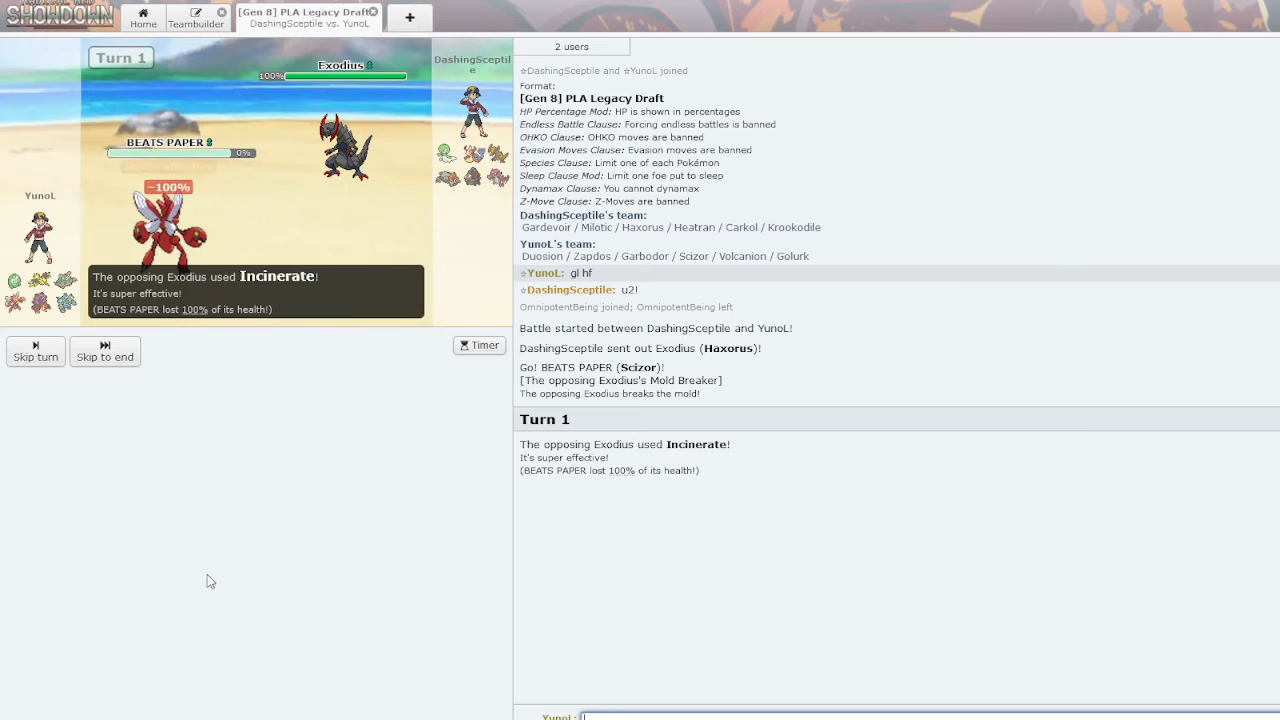 SHOWDOWN
Home
Teambuilder
[Gen 8] PLA Legacy Draft
DashingSceptile vs. YunoL
+
Turn 1
Exodius
100%
BEATS PAPER
0%
−100%
YunoL
DashingSceptil
e
The opposing Exodius used Incinerate!
It's super effective!
(BEATS PAPER lost 100% of its health!)
Skip turn
Skip to end
Timer
2 users
☆DashingSceptile and ☆YunoL joined
Format:
[Gen 8] PLA Legacy Draft
HP Percentage Mod: HP is shown in percentages
Endless Battle Clause: Forcing endless battles is banned
OHKO Clause: OHKO moves are banned
Evasion Moves Clause: Evasion moves are banned
Species Clause: Limit one of each Pokémon
Sleep Clause Mod: Limit one foe put to sleep
Dynamax Clause: You cannot dynamax
Z-Move Clause: Z-Moves are banned
DashingSceptile's team:
Gardevoir / Milotic / Haxorus / Heatran / Carkol / Krookodile
YunoL's team:
Duosion / Zapdos / Garbodor / Scizor / Volcanion / Golurk
☆YunoL: gl hf
☆DashingSceptile: u2!
OmnipotentBeing joined; OmnipotentBeing left
Battle started between DashingSceptile and YunoL!
DashingSceptile sent out Exodius (Haxorus)!
Go! BEATS PAPER (Scizor)!
[The opposing Exodius's Mold Breaker]
The opposing Exodius breaks the mold!
Turn 1
The opposing Exodius used Incinerate!
It's super effective!
(BEATS PAPER lost 100% of its health!)
YunoL: